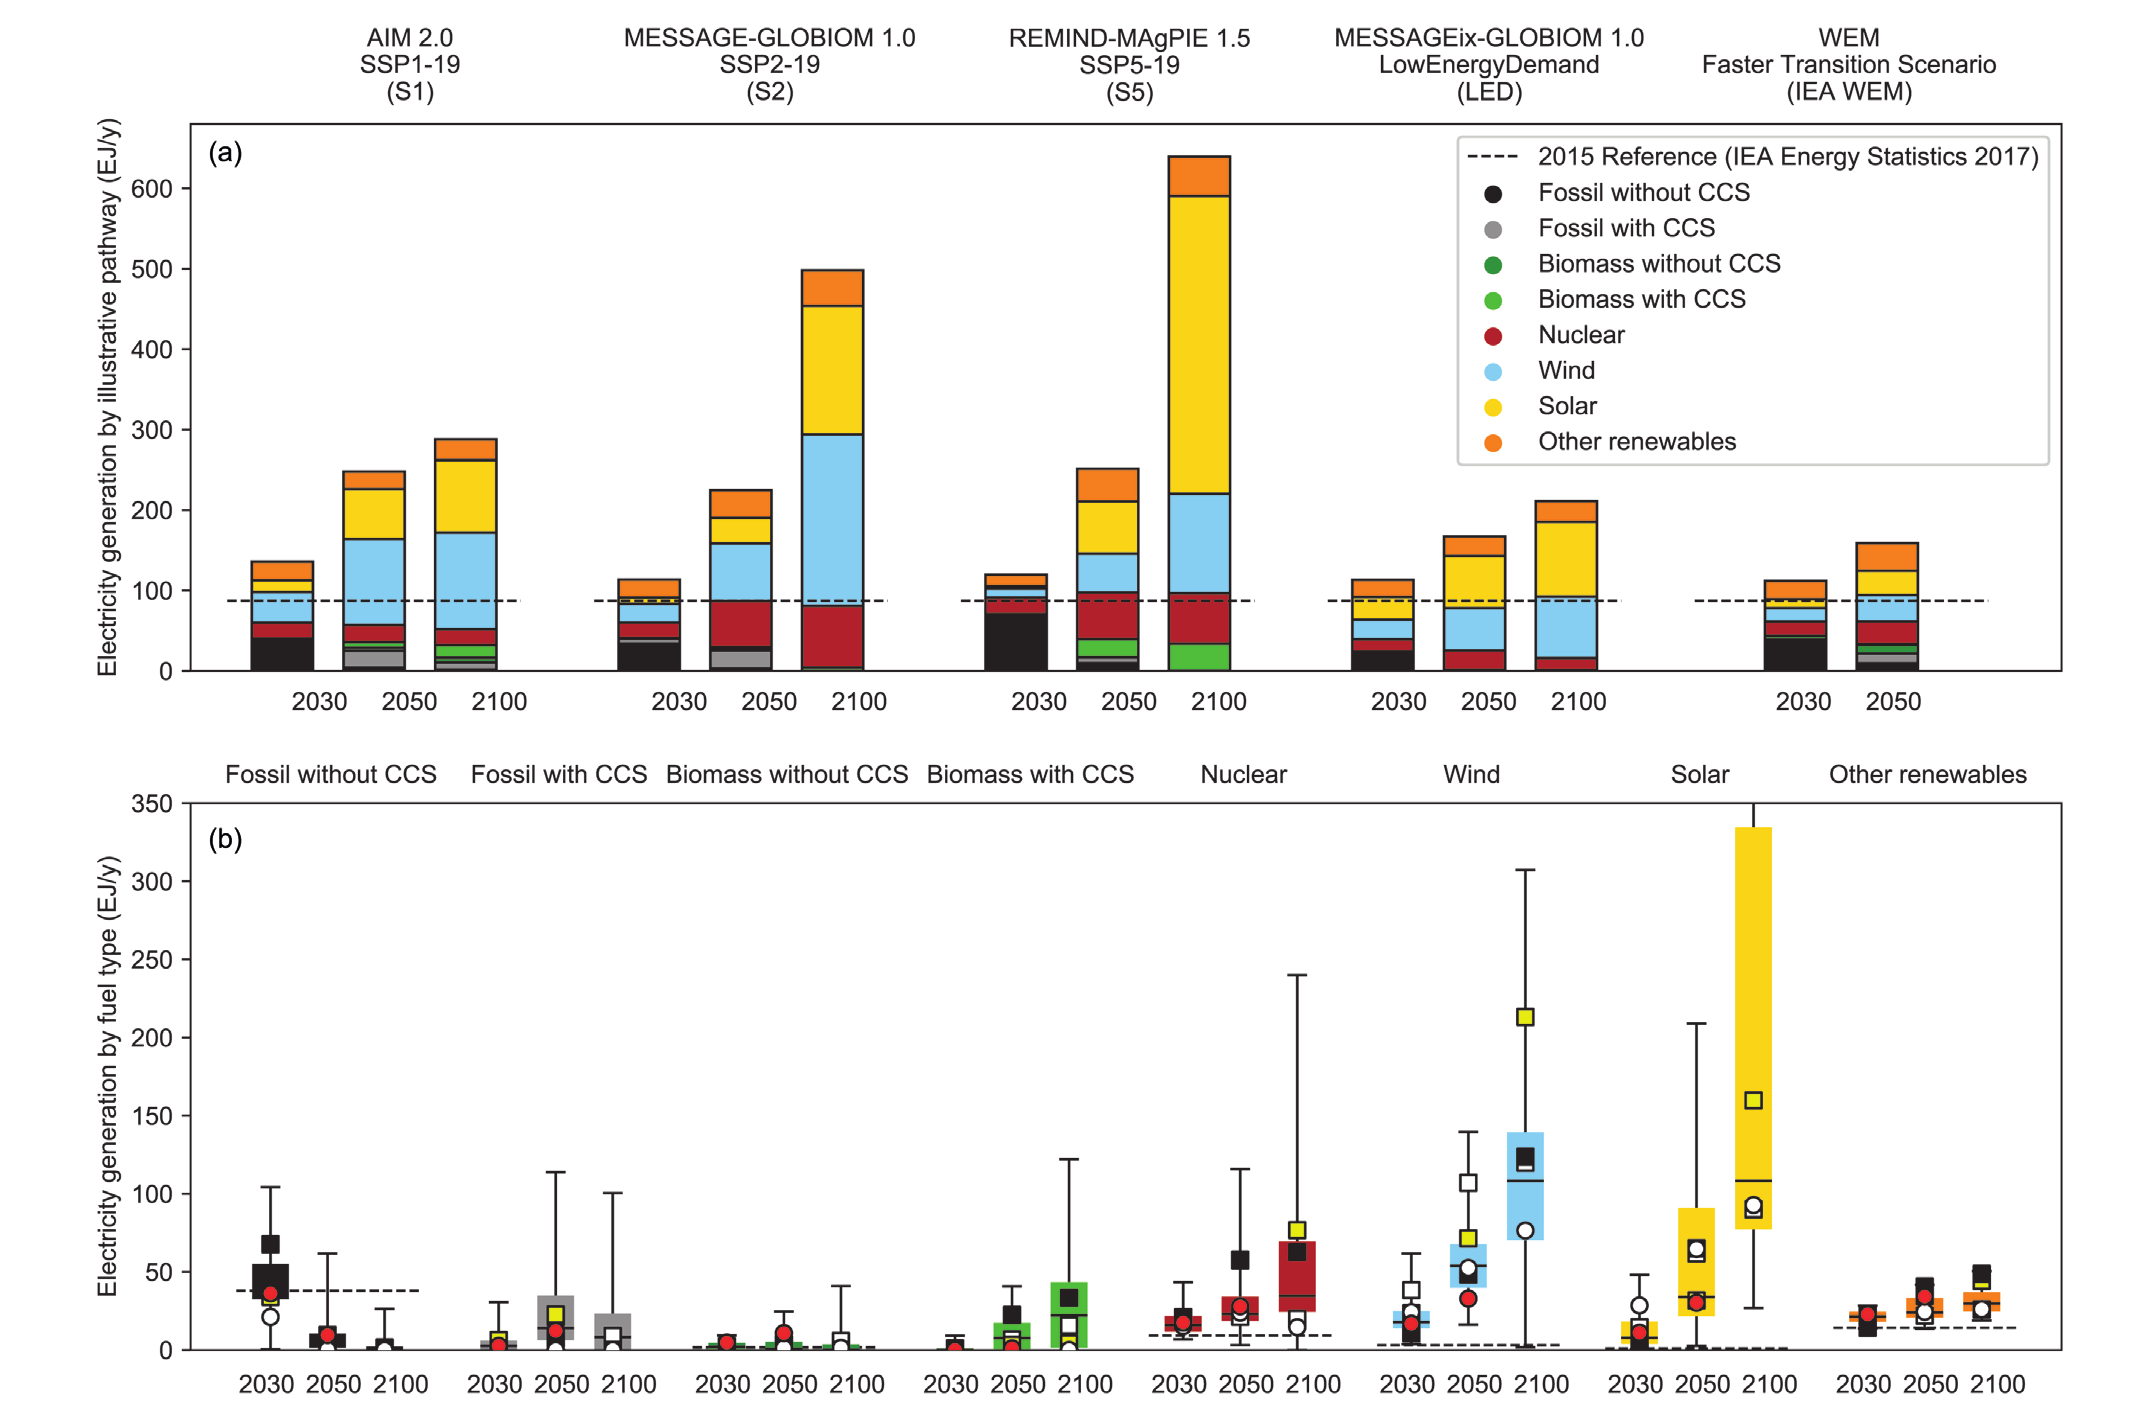 AIM 2.0
SSP1-19
(S1)
MESSAGE-GLOBIOM 1.0
SSP2-19
(S2)
REMIND-MAgPIE 1.5
SSP5-19
(S5)
MESSAGEix-GLOBIOM 1.0
LowEnergyDemand
(LED)
WEM
Faster Transition Scenario
(IEA WEM)
(a)
Electricity generation by illustrative pathway (EJ/y)
600
500
400
300
200
100
0
2015 Reference (IEA Energy Statistics 2017)
Fossil without CCS
Fossil with CCS
Biomass without CCS
Biomass with CCS
Nuclear
Wind
Solar
Other renewables
2030 2050 2100 2030 2050 2100 2030 2050 2100 2030 2050 2100 2030 2050
Fossil without CCS Fossil with CCS Biomass without CCS Biomass with CCS Nuclear Wind Solar Other renewables
(b)
Electricity generation by fuel type (EJ/y)
350
300
250
200
150
100
50
0
2030 2050 2100 2030 2050 2100 2030 2050 2100 2030 2050 2100 2030 2050 2100 2030 2050 2100 2030 2050 2100 2030 2050 2100